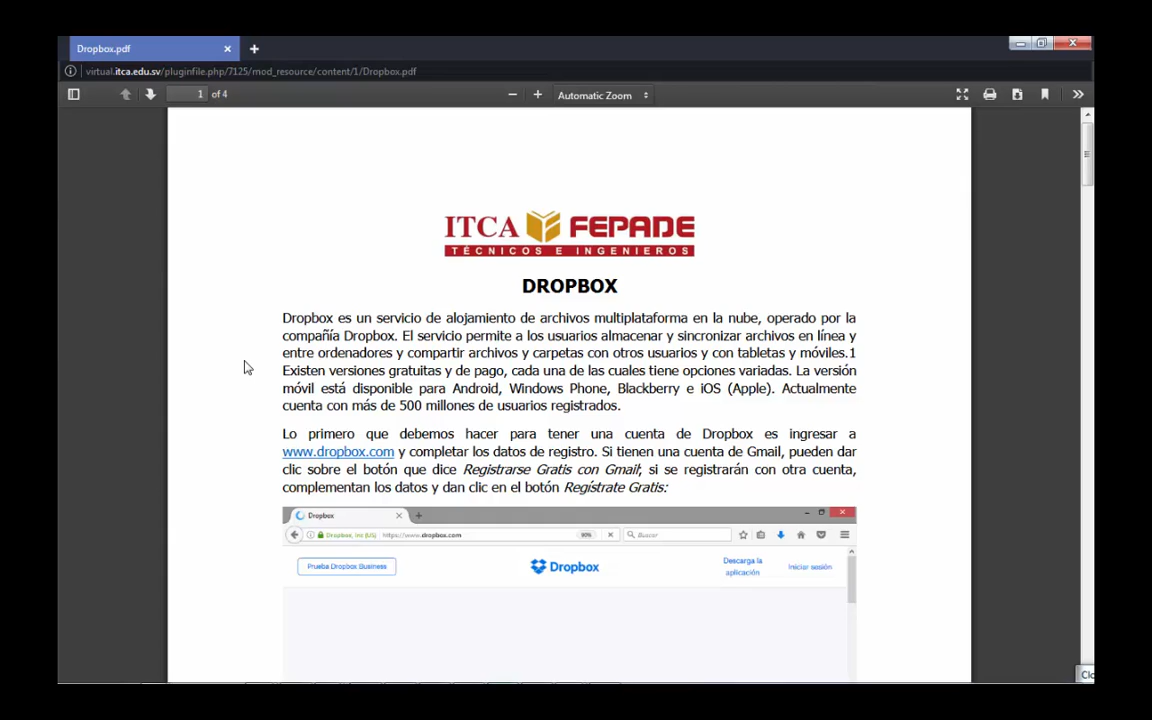 Dropbox.pdf
virtual.itca.edu.sv/pluginfile.php/7125/mod_resource/content/1/Dropbox.pdf
1 of 4
Automatic Zoom
ITCA FEPADE
TÉCNICOS E INGENIEROS
DROPBOX
Dropbox es un servicio de alojamiento de archivos multiplataforma en la nube, operado por la
compañía Dropbox. El servicio permite a los usuarios almacenar y sincronizar archivos en línea y
entre ordenadores y compartir archivos y carpetas con otros usuarios y con tabletas y móviles.1
Existen versiones gratuitas y de pago, cada una de las cuales tiene opciones variadas. La versión
móvil está disponible para Android, Windows Phone, Blackberry e iOS (Apple). Actualmente
cuenta con más de 500 millones de usuarios registrados.
Lo primero que debemos hacer para tener una cuenta de Dropbox es ingresar a
www.dropbox.com y completar los datos de registro. Si tienen una cuenta de Gmail, pueden dar
clic sobre el botón que dice Registrarse Gratis con Gmail; si se registrarán con otra cuenta,
complementan los datos y dan clic en el botón Regístrate Gratis:
Dropbox
Dropbox, Inc (US) https://www.dropbox.com 90% Buscar
Prueba Dropbox Business
Dropbox
Descarga la
aplicación
Iniciar sesión